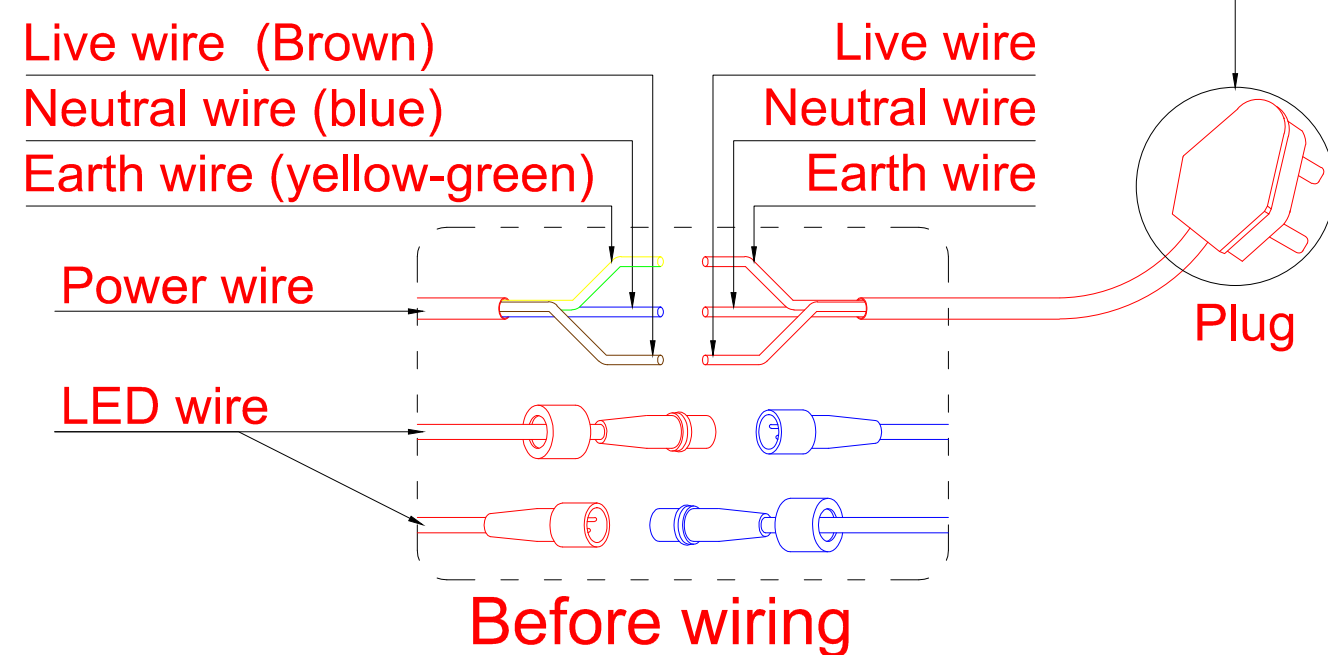 Live wire (Brown)
Neutral wire (blue)
Earth wire (yellow-green)
Live wire
Neutral wire
Earth wire
Power wire
Plug
LED wire
Before wiring